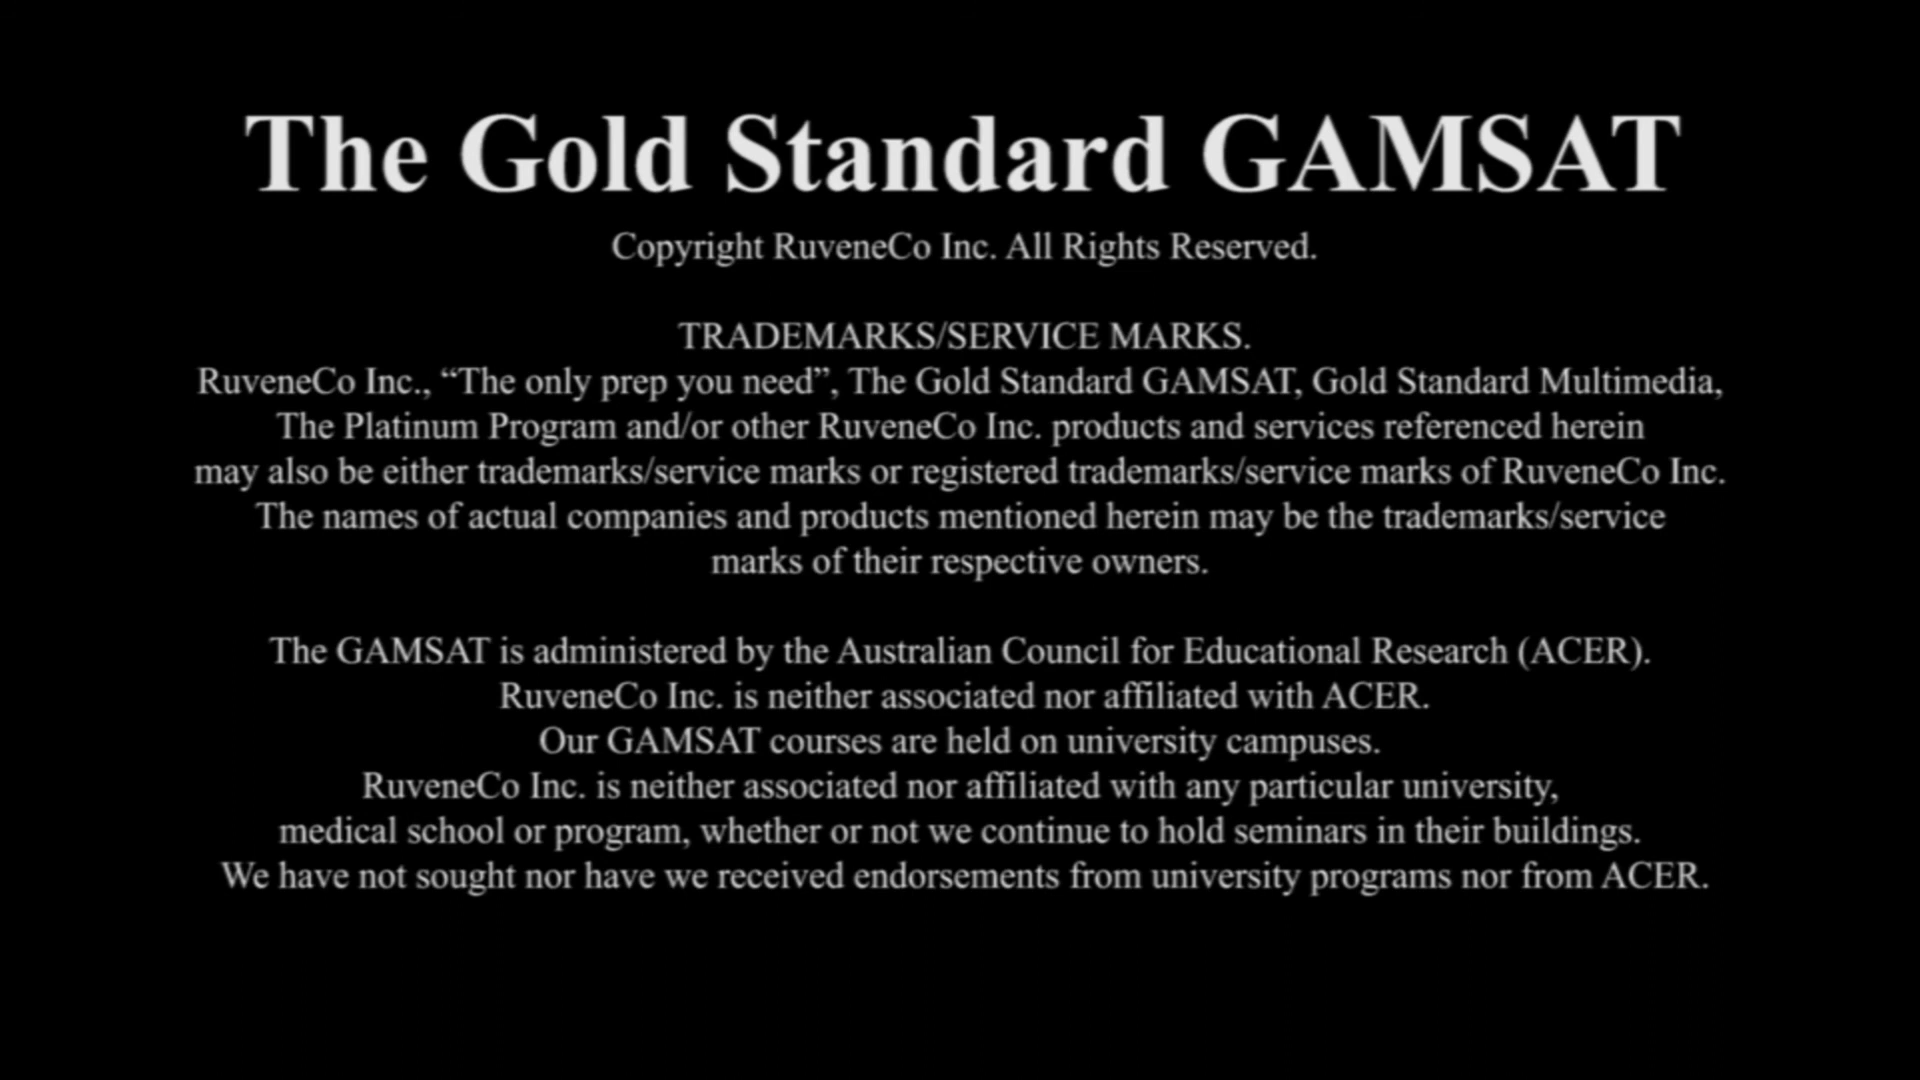 The Gold Standard GAMSAT
Copyright RuveneCo Inc. All Rights Reserved.
TRADEMARKS/SERVICE MARKS.
RuveneCo Inc., “The only prep you need”, The Gold Standard GAMSAT, Gold Standard Multimedia,
The Platinum Program and/or other RuveneCo Inc. products and services referenced herein
may also be either trademarks/service marks or registered trademarks/service marks of RuveneCo Inc.
The names of actual companies and products mentioned herein may be the trademarks/service
marks of their respective owners.
The GAMSAT is administered by the Australian Council for Educational Research (ACER).
RuveneCo Inc. is neither associated nor affiliated with ACER.
Our GAMSAT courses are held on university campuses.
RuveneCo Inc. is neither associated nor affiliated with any particular university,
medical school or program, whether or not we continue to hold seminars in their buildings.
We have not sought nor have we received endorsements from university programs nor from ACER.